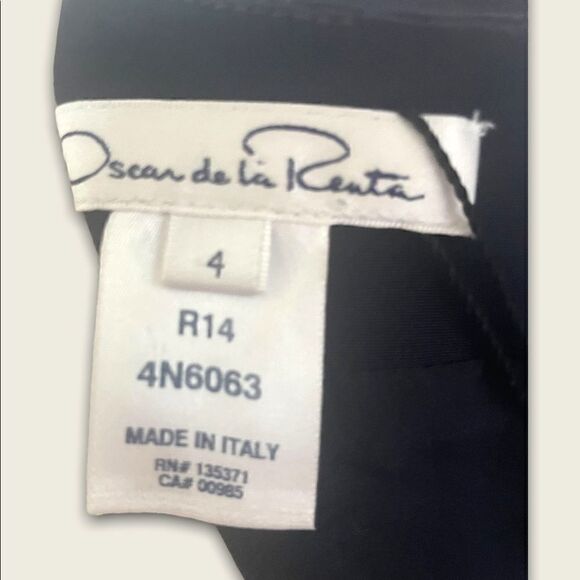 Oscar de la Renta
4
R14
4N6063
MADE IN ITALY
RN# 135371
CA# 00985